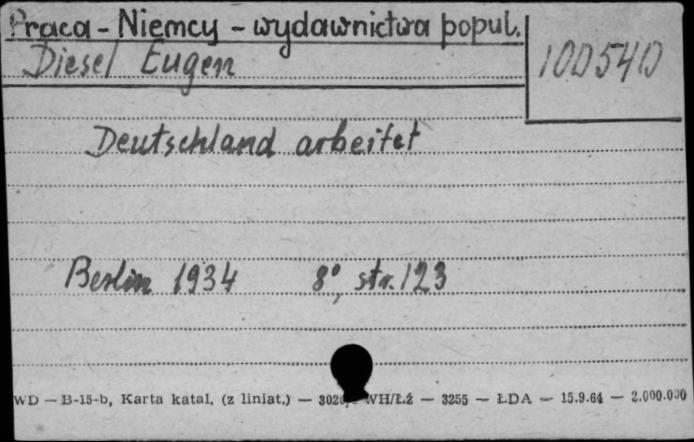 Praca - Niemcy - wydawnictwa popul.
Diesel Eugen
100540
Deutschland arbeitet
Berlin 1934 8°, str. 123
WD — B-15-b, Karta katal. (z liniat.) — WH/Łź — 3255 — ŁDA — 15.9.64 — 2.000.000